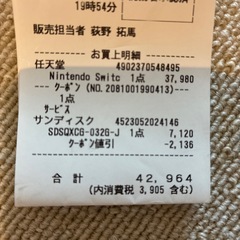 19時54分
販売担当者 荻野 拓馬
お買上明細
任天堂 4902370548495
Nintendo Switc 1点 37,980
クーポン (NO.2081001990413)
1点
サービス
サンディスク 4523052024146
SDSQXCG-032G-J 1点 7,120
クーポン値引 -2,136
合計 42,964
(内消費税 3,905 含む)